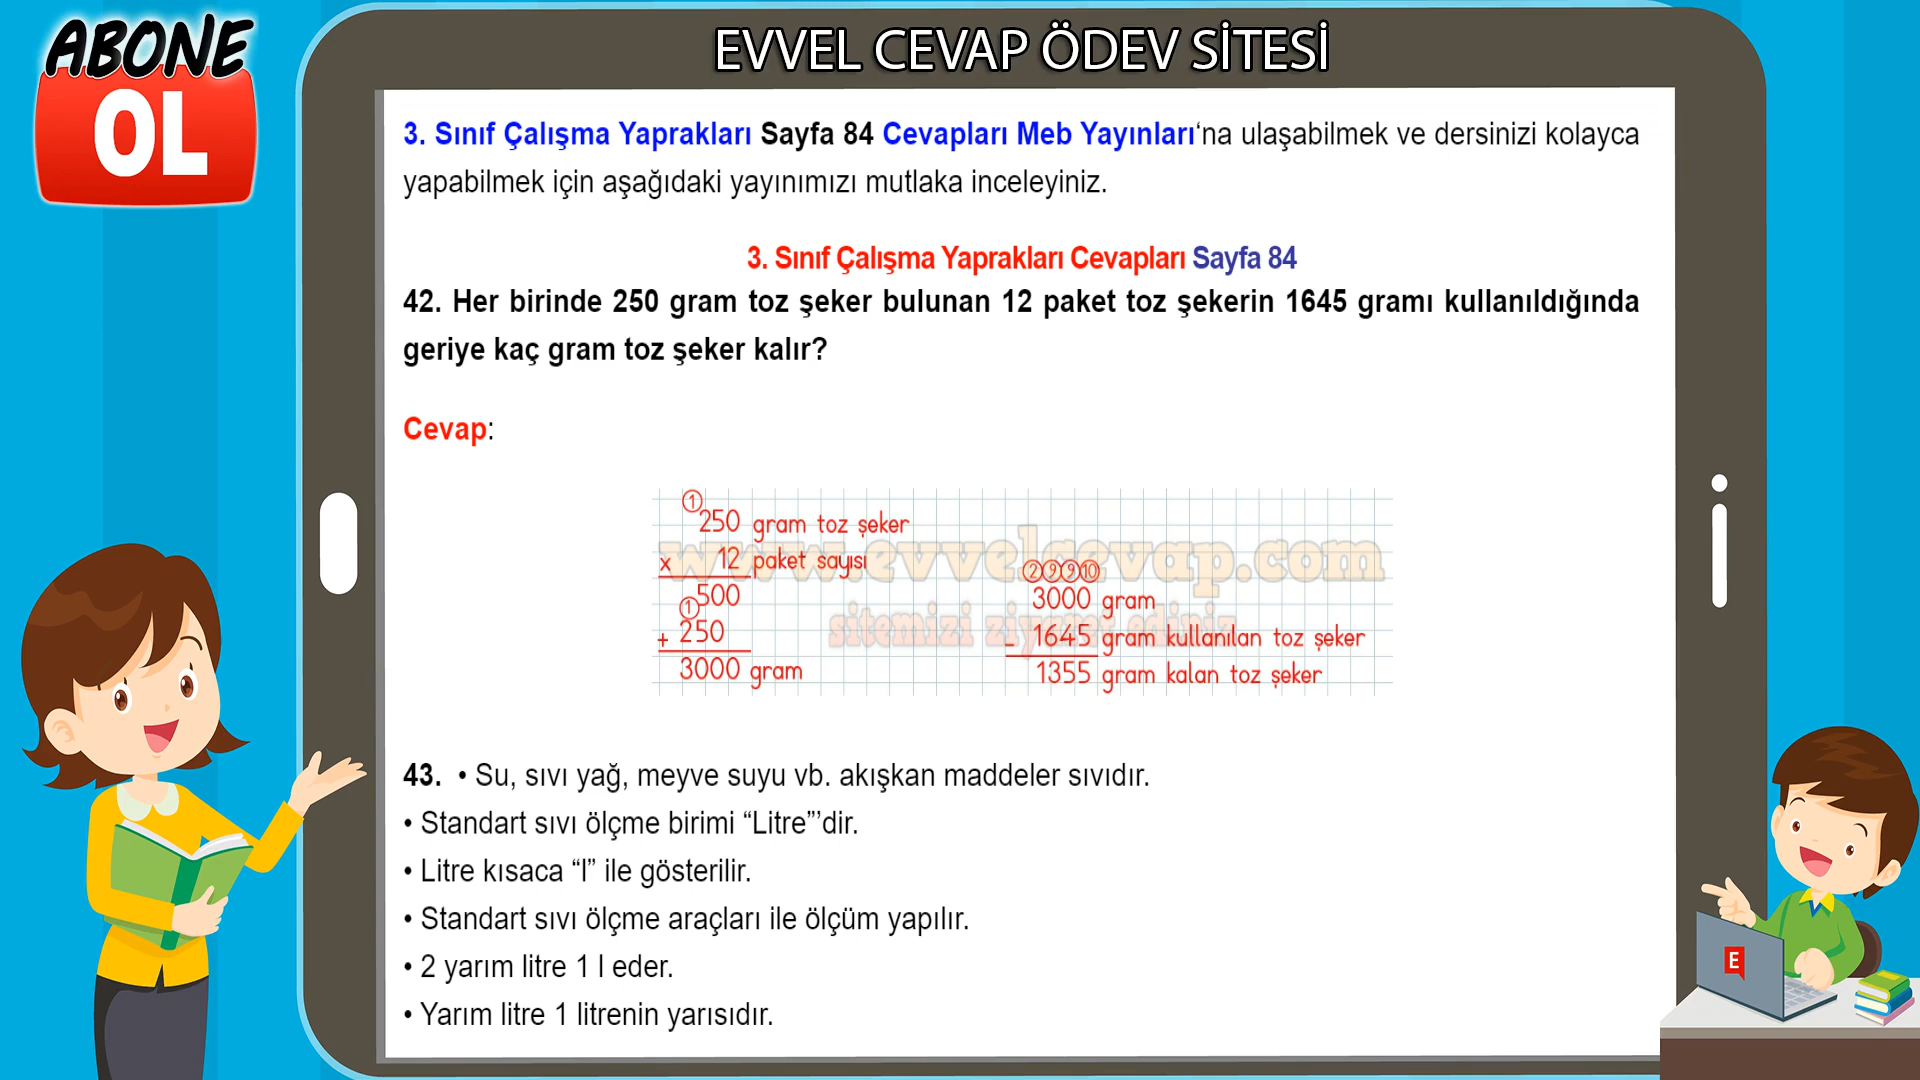 ABONE
OL
EVVEL CEVAP ÖDEV SİTESİ
3. Sınıf Çalışma Yaprakları Sayfa 84 Cevapları Meb Yayınları‘na ulaşabilmek ve dersinizi kolayca
yapabilmek için aşağıdaki yayınımızı mutlaka inceleyiniz.
3. Sınıf Çalışma Yaprakları Cevapları Sayfa 84
42. Her birinde 250 gram toz şeker bulunan 12 paket toz şekerin 1645 gramı kullanıldığında
geriye kaç gram toz şeker kalır?
Cevap:
www.evvelcevap.com
sitemizi ziyaret ediniz
1
250 gram toz şeker
x 12 paket sayısı
500
1
+ 250
3000 gram
2 9 9 10
3000 gram
- 1645 gram kullanılan toz şeker
1355 gram kalan toz şeker
43. • Su, sıvı yağ, meyve suyu vb. akışkan maddeler sıvıdır.
• Standart sıvı ölçme birimi “Litre”’dir.
• Litre kısaca “l” ile gösterilir.
• Standart sıvı ölçme araçları ile ölçüm yapılır.
• 2 yarım litre 1 l eder.
• Yarım litre 1 litrenin yarısıdır.
E